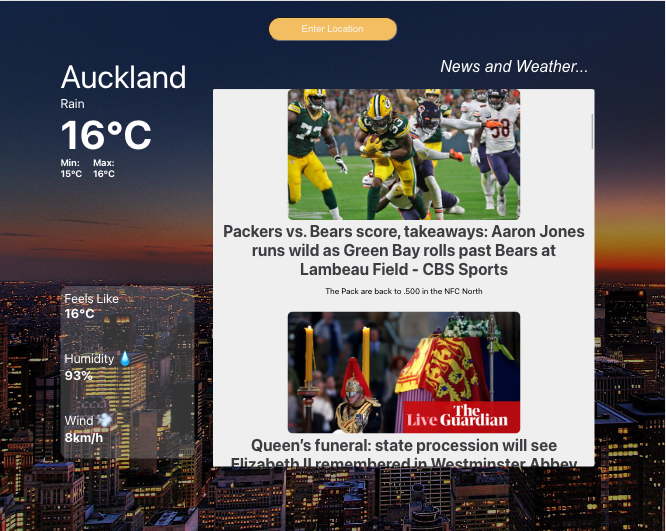 Enter Location
News and Weather...
Auckland
Rain
16°C
Min: Max:
15°C 16°C
Feels Like
16°C
Humidity 💧
93%
Wind 💨
8km/h
33
Packers vs. Bears score, takeaways: Aaron Jones
runs wild as Green Bay rolls past Bears at
Lambeau Field - CBS Sports
The Pack are back to .500 in the NFC North
Live The
Guardian
Queen's funeral: state procession will see
Elizabeth II remembered in Westminster Abbey